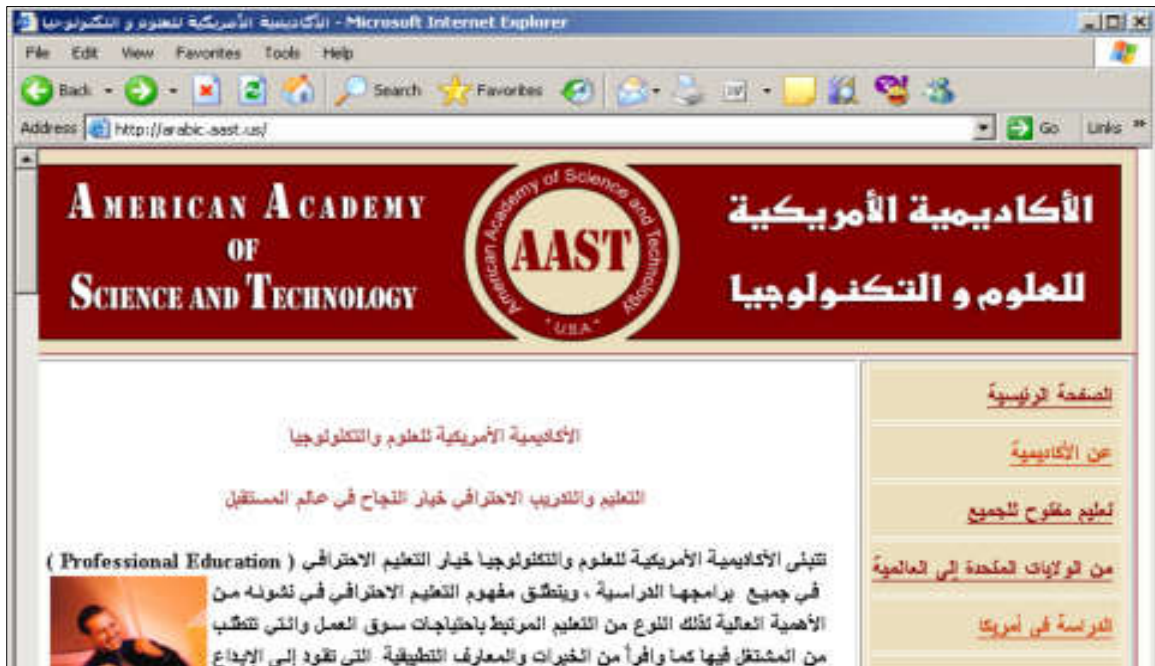 الأكاديمية الأمريكية للعلوم و التكنولوجيا - Microsoft Internet Explorer
File Edit View Favorites Tools Help
Back Search Favorites
Address http://arabic-aast.us/ Go Links »
AMERICAN ACADEMY
OF
SCIENCE AND TECHNOLOGY
American Academy of Science and Technology
AAST
* U.S.A *
الأكاديمية الأمريكية
للعلوم و التكنولوجيا
الصفحة الرئيسية
عن الأكاديمية
تعليم مفتوح للجميع
من الولايات المتحدة إلى العالمية
الدراسة فى أمريكا
الأكاديمية الأمريكية للعلوم والتكنولوجيا
التعليم والتدريب الاحترافي خيار النجاح في عالم المستقبل
تتبنى الأكاديمية الأمريكية للعلوم والتكنولوجيا خيار التعليم الاحترافي ( Professional Education )
في جميع برامجها الدراسية ، وينطلق مفهوم التعليم الاحترافي في نشوئه من
الأهمية العالية لذلك النوع من التعليم المرتبط باحتياجات سوق العمل والتي تتطلب
من المشتغل فيها كما وافراً من الخبرات والمعارف التطبيقية التي تقود إلى الإبداع